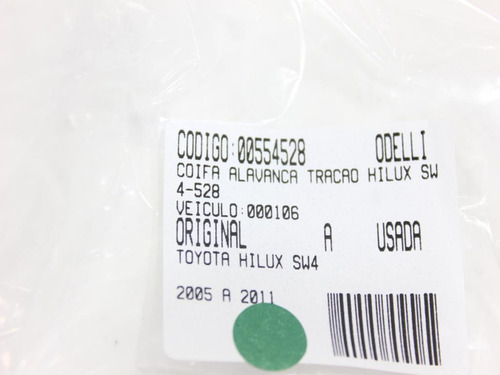 CODIGO:00554528 ODELLI
COIFA ALAVANCA TRACAO HILUX SW
4-528
VEICULO:000106
ORIGINAL A USADA
TOYOTA HILUX SW4
2005 A 2011